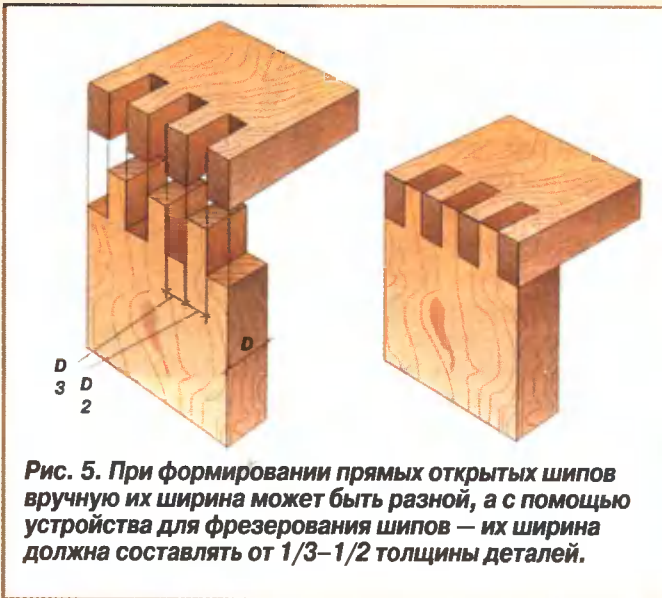 D
D
3 D
2
Рис. 5. При формировании прямых открытых шипов
вручную их ширина может быть разной, а с помощью
устройства для фрезерования шипов — их ширина
должна составлять от 1/3–1/2 толщины деталей.